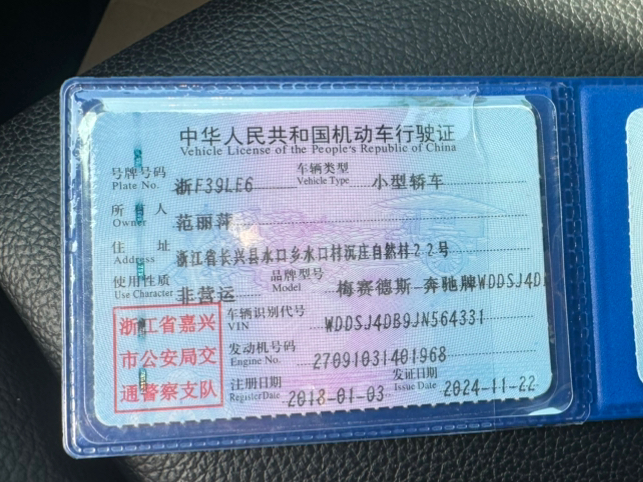 中华人民共和国机动车行驶证
Vehicle License of the People's Republic of China
号牌号码 浙F39LE6 车辆类型 小型轿车
Plate No. Vehicle Type
所有人 范丽萍
Owner
住址 浙江省长兴县水口乡水口村沉庄自然村22号
Address
使用性质 非营运 品牌型号 梅赛德斯 奔驰牌WDDSJ4D
Use Character Model
浙江省嘉兴
市公安局交
通警察支队
车辆识别代号 WDDSJ4DB9JN564331
VIN
发动机号码 27091031401968
Engine No.
注册日期 2018-01-03 发证日期 2024-11-22
Register Date Issue Date